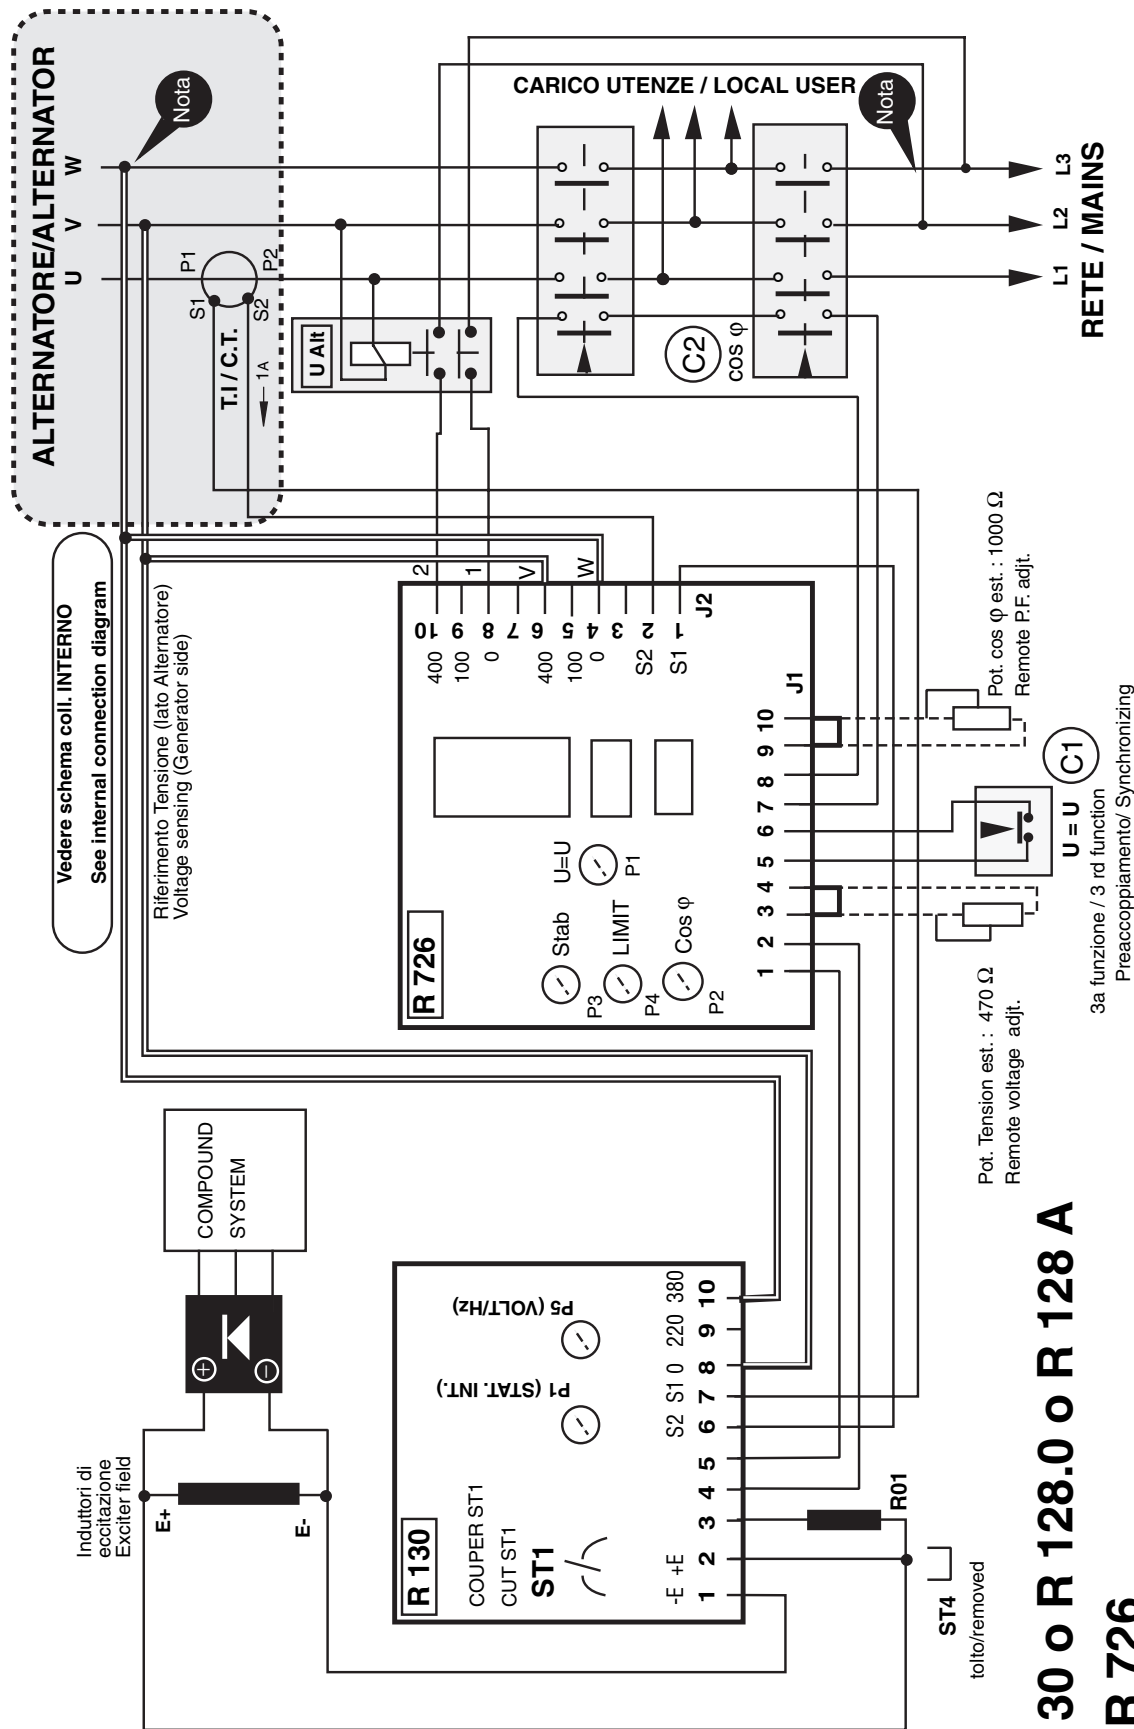 ALTERNATORE/ALTERNATOR
U
V
W
Nota
P1
P2
S1
S2
T.I / C.T.
1A
Vedere schema coll. INTERNO
See internal connection diagram
Riferimento Tensione (lato Alternatore)
Voltage sensing (Generator side)
U Alt
CARICO UTENZE / LOCAL USER
C2
cos φ
Nota
L1
L2
L3
RETE / MAINS
2
1
V
W
10
9
8
7
6
5
4
3
2
1
J2
400
100
0
400
100
0
S2
S1
R 726
U=U
P1
Stab
P3
LIMIT
P4
Cos φ
P2
J1
1
2
3
4
5
6
7
8
9
10
Pot. cos φ est. : 1000 Ω
Remote P.F. adjt.
C1
U = U
3a funzione / 3 rd function
Preaccoppiamento/ Synchronizing
Pot. Tension est. : 470 Ω
Remote voltage adjt.
COMPOUND
SYSTEM
+
-
Induttori di
eccitazione
Exciter field
E+
E-
R 130
COUPER ST1
CUT ST1
ST1
P1 (STAT. INT.)
P5 (VOLT/Hz)
-E +E
S2 S1 0 220 380
1 2 3 4 5 6 7 8 9 10
R01
ST4
tolto/removed
30 o R 128.0 o R 128 A
R 726